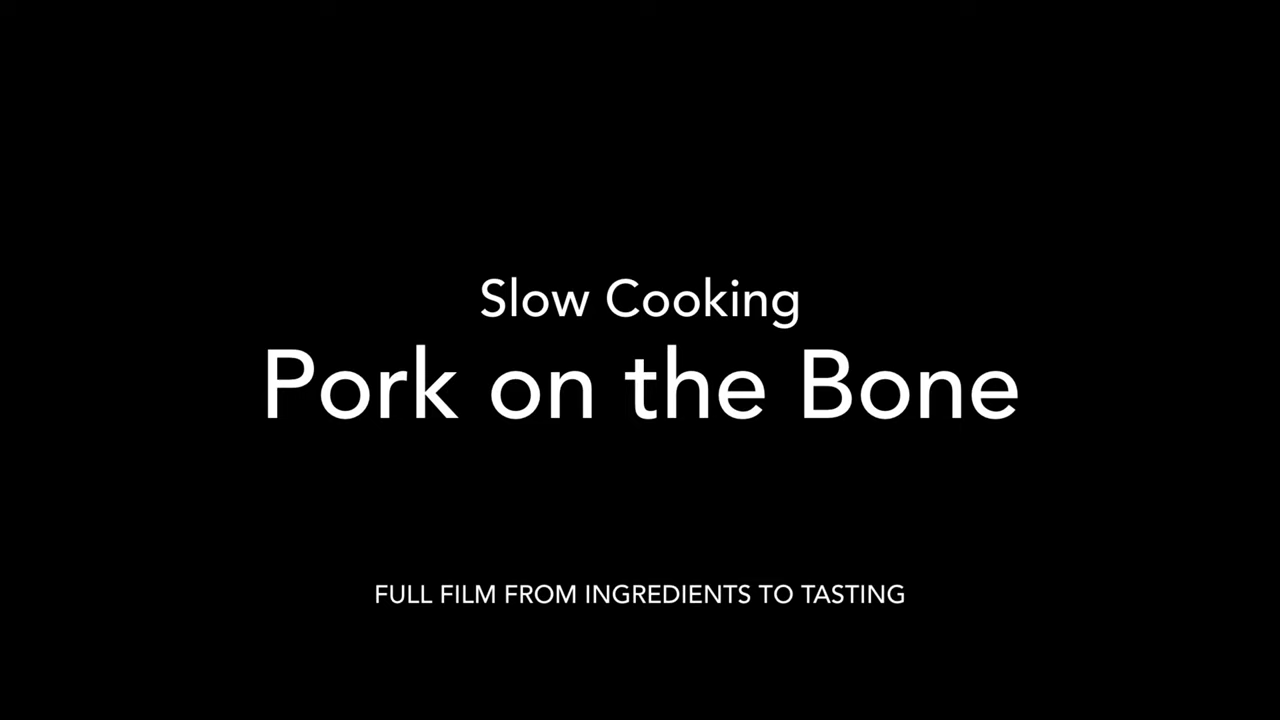 Slow Cooking
Pork on the Bone
FULL FILM FROM INGREDIENTS TO TASTING